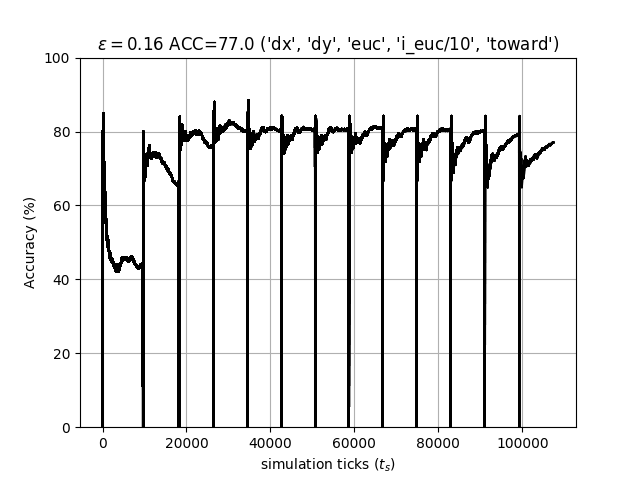 ε = 0.16 ACC=77.0 ('dx', 'dy', 'euc', 'i_euc/10', 'toward')
100
80
60
40
20
0
Accuracy (%)
0 20000 40000 60000 80000 100000
simulation ticks (tₛ)